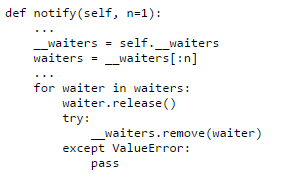 def notify(self, n=1):
    ...
    __waiters = self.__waiters
    waiters = __waiters[:n]
    ...
    for waiter in waiters:
        waiter.release()
        try:
            __waiters.remove(waiter)
        except ValueError:
            pass